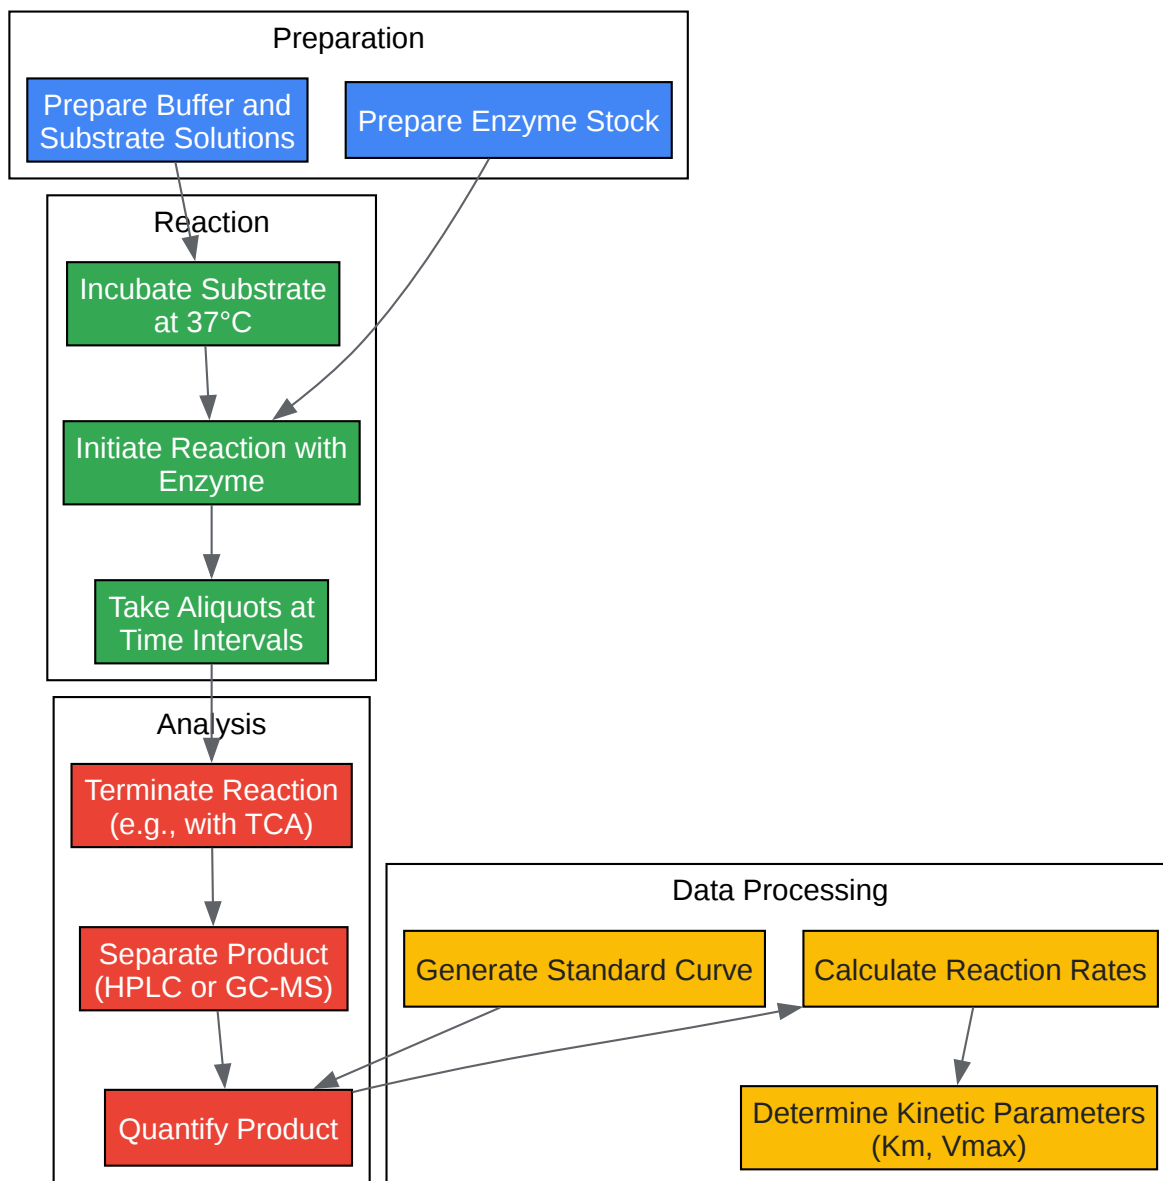 Preparation
Prepare Buffer and
Substrate Solutions
Prepare Enzyme Stock
Reaction
Incubate Substrate
at 37°C
Initiate Reaction with
Enzyme
Take Aliquots at
Time Intervals
Analysis
Terminate Reaction
(e.g., with TCA)
Separate Product
(HPLC or GC-MS)
Quantify Product
Data Processing
Generate Standard Curve
Calculate Reaction Rates
Determine Kinetic Parameters
(Km, Vmax)